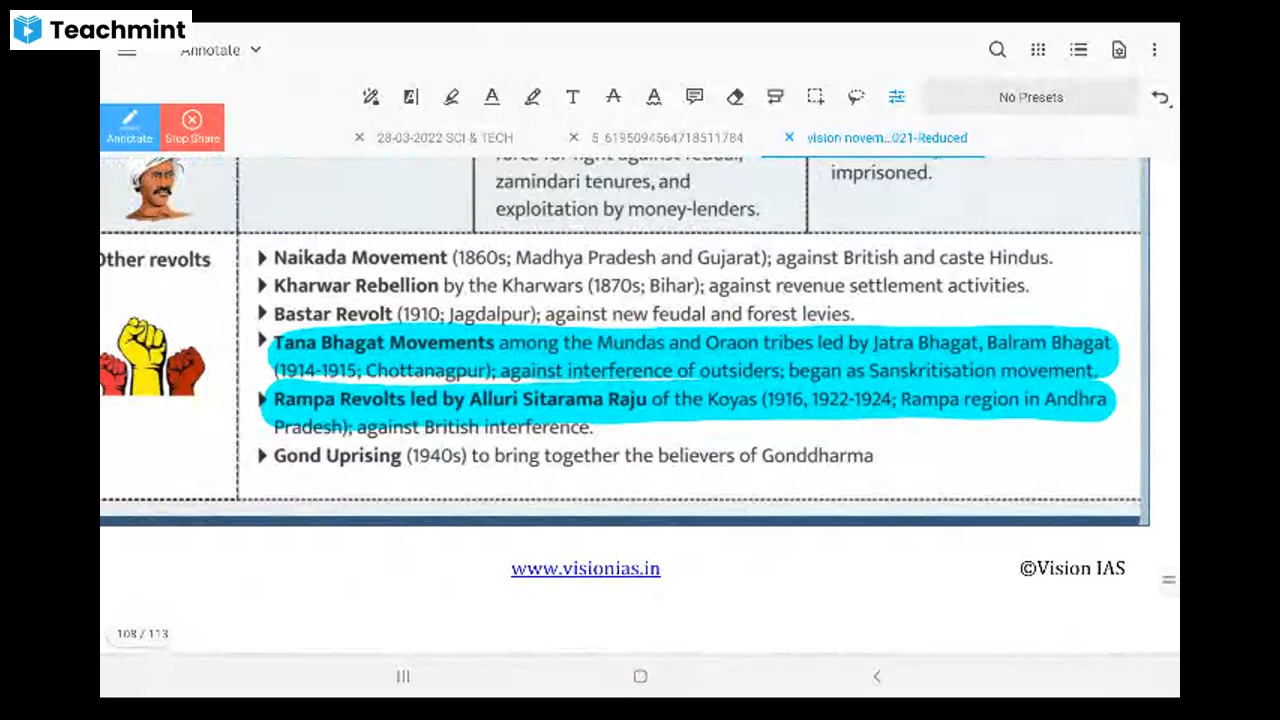 Teachmint
Annotate
No Presets
Annotate
Stop Share
28-03-2022 SCI & TECH
5_6195094564718511784
vision novem...021-Reduced
force for fight against feudal,
zamindari tenures, and
exploitation by money-lenders.
imprisoned.
Other revolts
Naikada Movement (1860s; Madhya Pradesh and Gujarat); against British and caste Hindus.
Kharwar Rebellion by the Kharwars (1870s; Bihar); against revenue settlement activities.
Bastar Revolt (1910; Jagdalpur); against new feudal and forest levies.
Tana Bhagat Movements among the Mundas and Oraon tribes led by Jatra Bhagat, Balram Bhagat
(1914-1915; Chottanagpur); against interference of outsiders; began as Sanskritisation movement.
Rampa Revolts led by Alluri Sitarama Raju of the Koyas (1916, 1922-1924; Rampa region in Andhra
Pradesh); against British interference.
Gond Uprising (1940s) to bring together the believers of Gonddharma
www.visionias.in
©Vision IAS
108 / 113